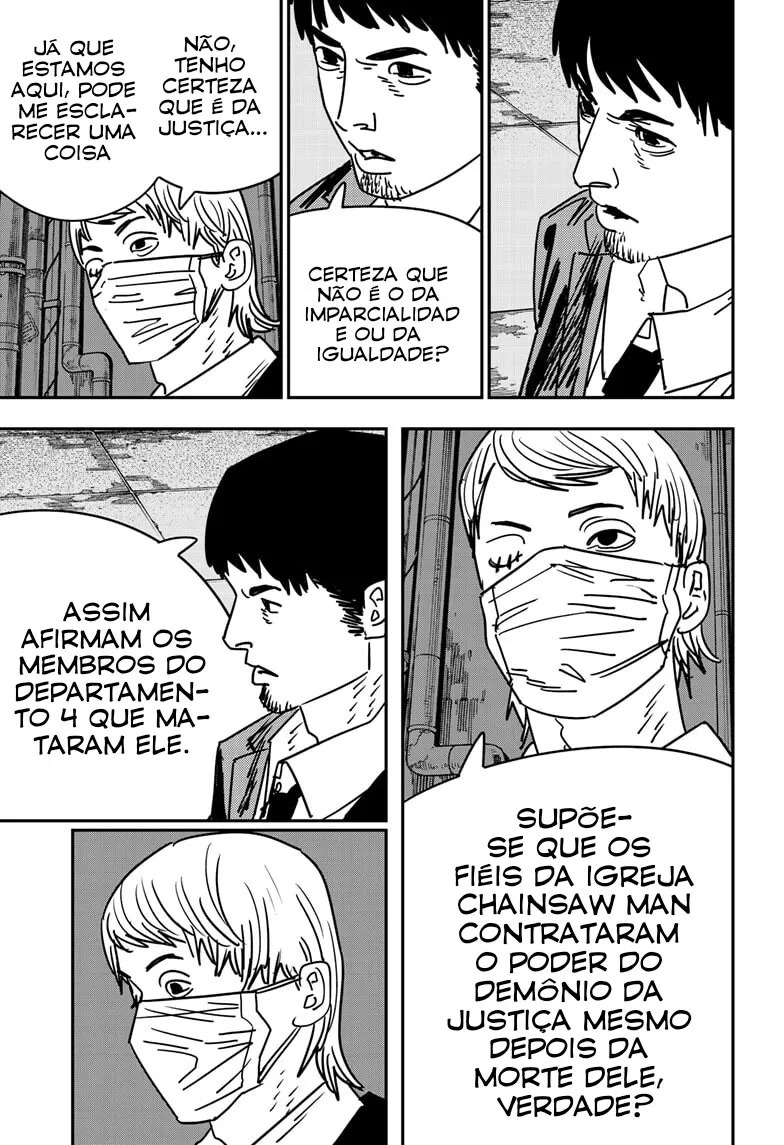 CERTEZA QUE
NÃO É O DA
IMPARCIALIDAD
E OU DA
IGUALDADE?
NÃO,
TENHO
CERTEZA
QUE É DA
JUSTIÇA...
JÁ QUE
ESTAMOS
AQUI, PODE
ME ESCLA-
RECER UMA
COISA
SUPÕE-
SE QUE OS
FIÉIS DA IGREJA
CHAINSAW MAN
CONTRATARAM
O PODER DO
DEMÔNIO DA
JUSTIÇA MESMO
DEPOIS DA
MORTE DELE,
VERDADE?
ASSIM
AFIRMAM OS
MEMBROS DO
DEPARTAMEN-
TO 4 QUE MA-
TARAM ELE.